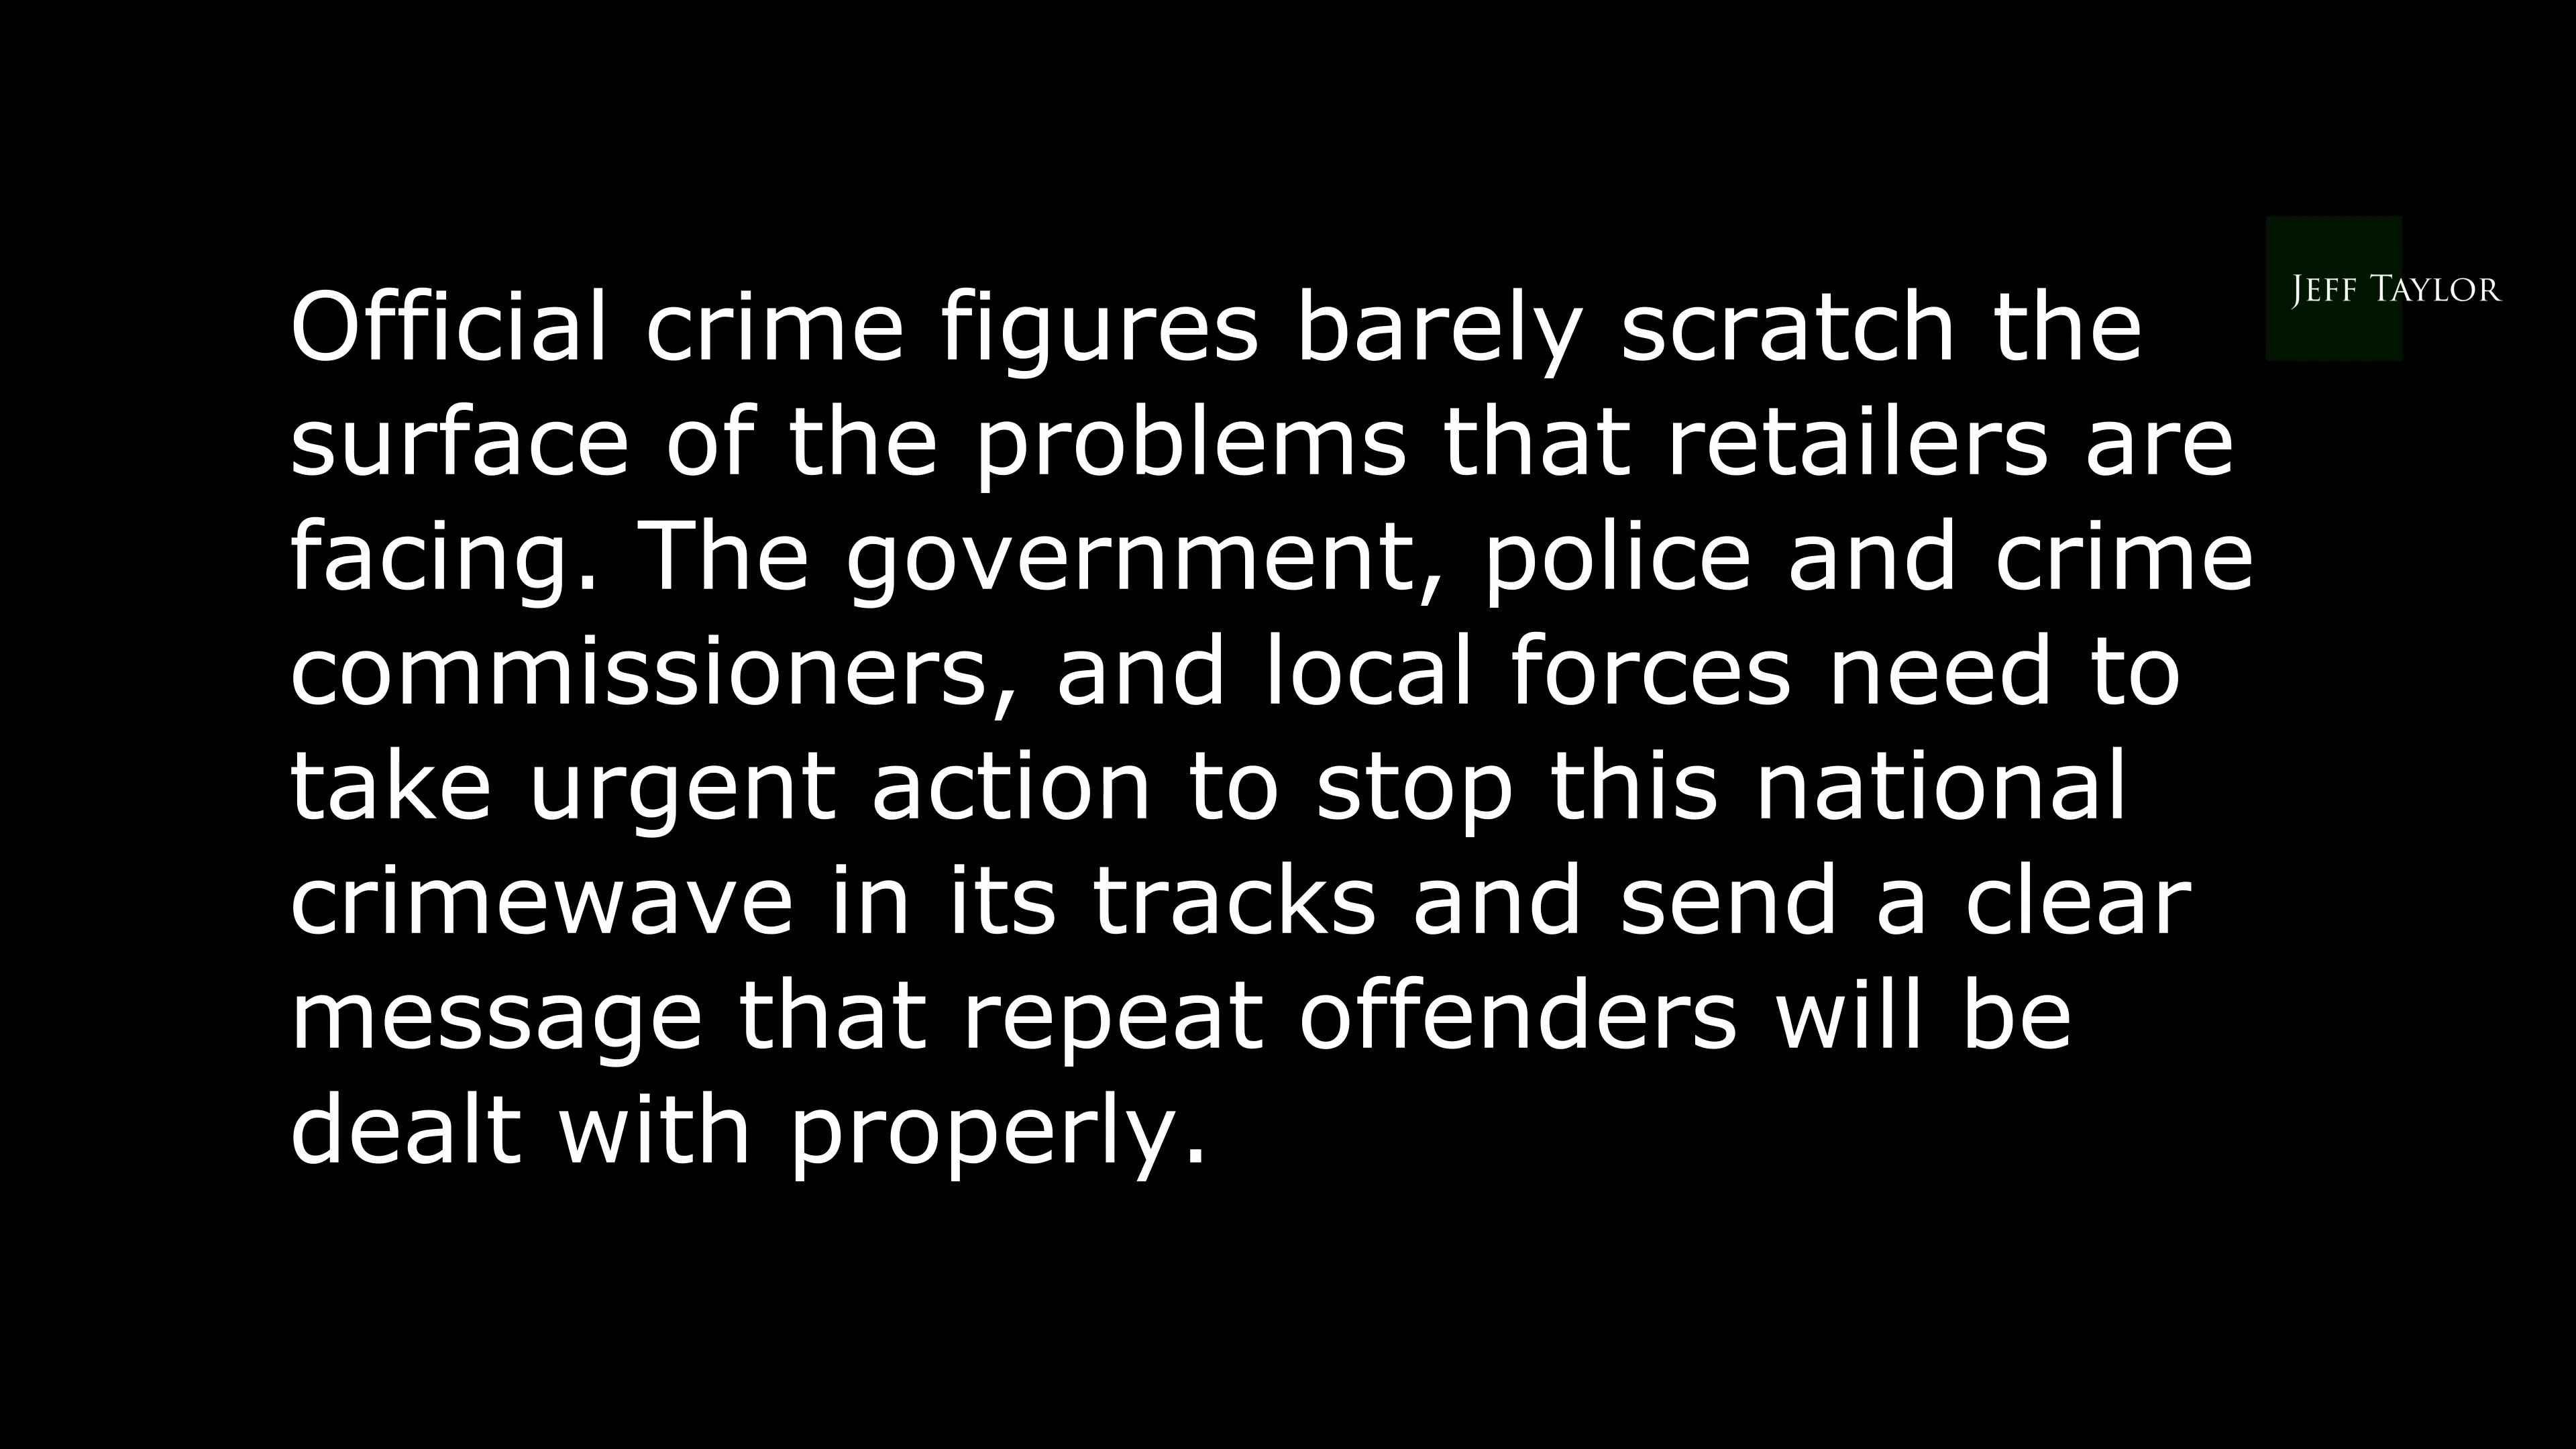 Official crime figures barely scratch the
surface of the problems that retailers are
facing. The government, police and crime
commissioners, and local forces need to
take urgent action to stop this national
crimewave in its tracks and send a clear
message that repeat offenders will be
dealt with properly.
Jeff Taylor